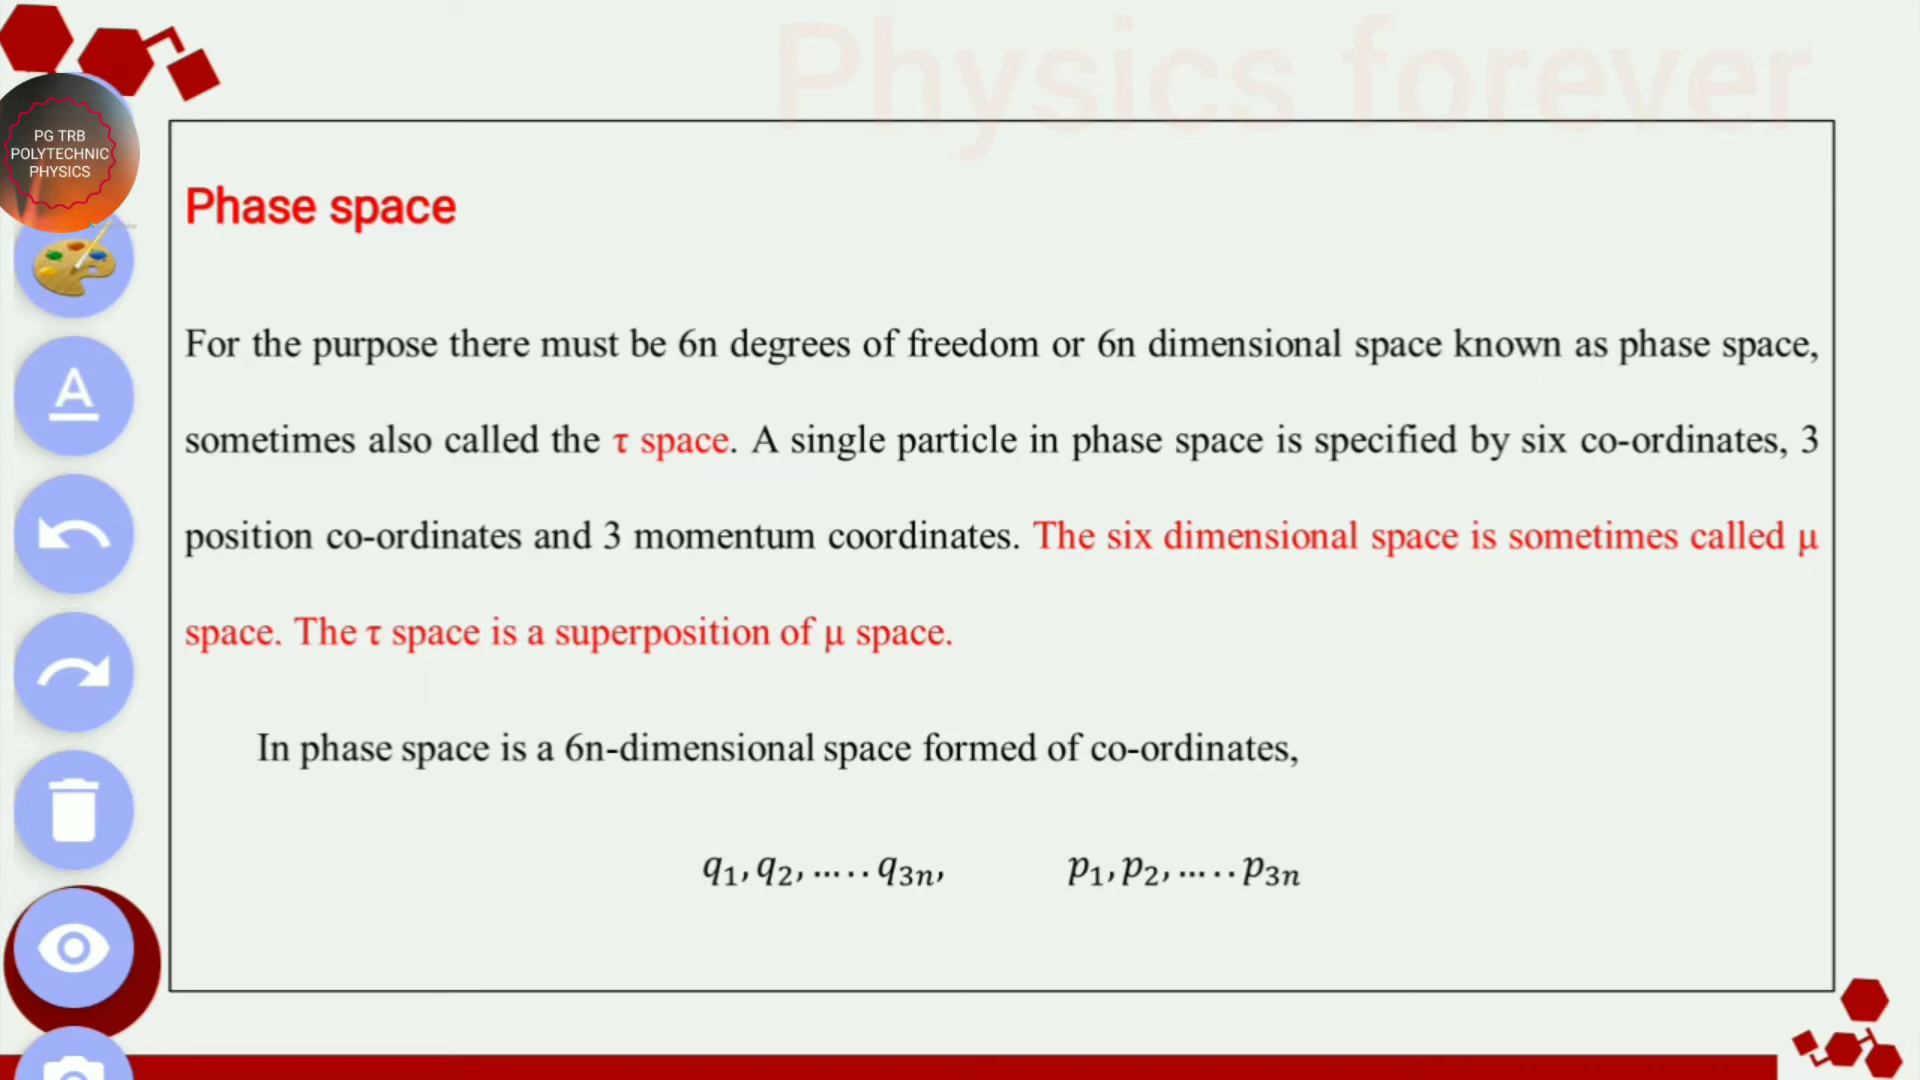 Physics forever
PG TRB
POLYTECHNIC
PHYSICS
Phase space
For the purpose there must be 6n degrees of freedom or 6n dimensional space known as phase space,
sometimes also called the τ space. A single particle in phase space is specified by six co-ordinates, 3
position co-ordinates and 3 momentum coordinates. The six dimensional space is sometimes called μ
space. The τ space is a superposition of μ space.
In phase space is a 6n-dimensional space formed of co-ordinates,
q₁, q₂, ..... q₃ₙ, p₁, p₂, ..... p₃ₙ
A